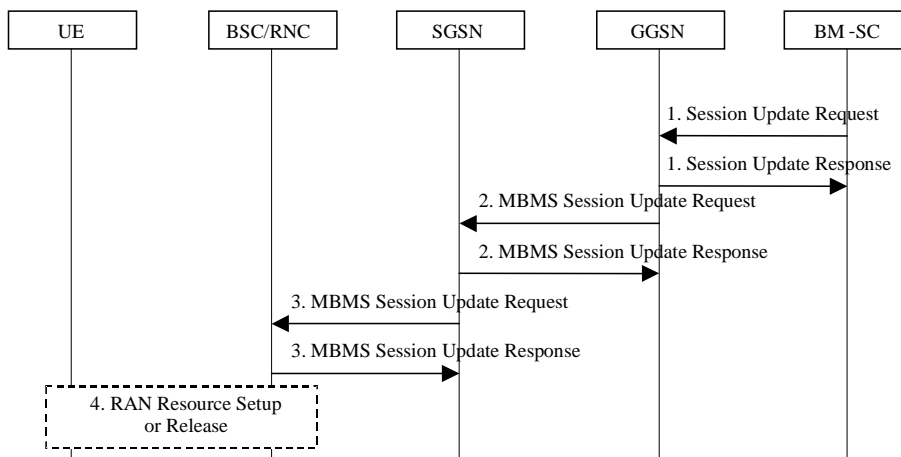 UE
BSC/RNC
SGSN
GGSN
BM -SC
1. Session Update Request
1. Session Update Response
2. MBMS Session Update Request
2. MBMS Session Update Response
3. MBMS Session Update Request
3. MBMS Session Update Response
4. RAN Resource Setup
or Release